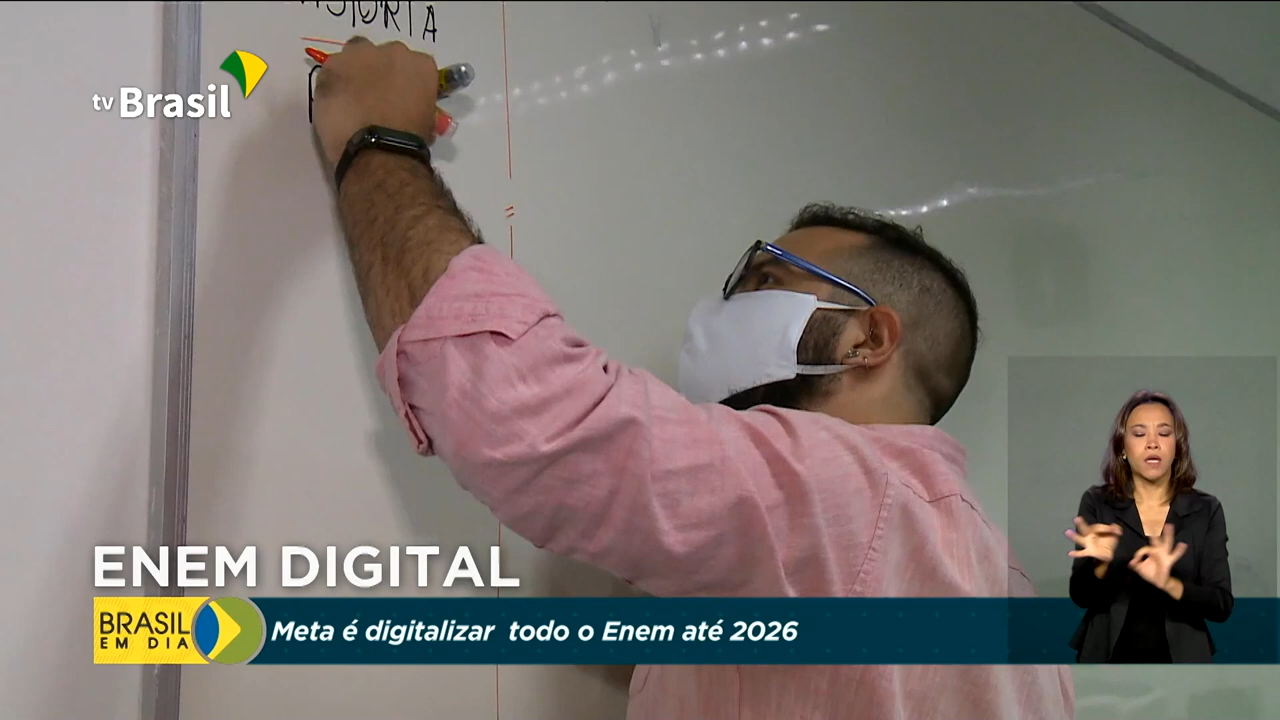 tv Brasil
ENEM DIGITAL
BRASIL
EM DIA
Meta é digitalizar todo o Enem até 2026